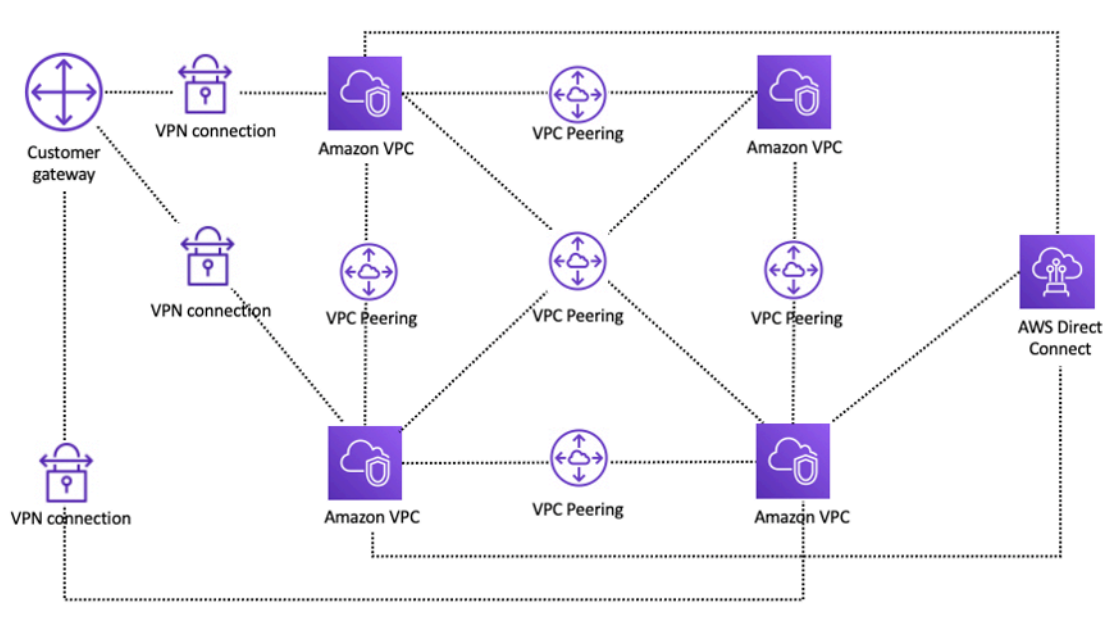 VPN connection
VPC Peering
Amazon VPC
Amazon VPC
Customer
gateway
VPN connection
VPC Peering
VPC Peering
VPC Peering
AWS Direct
Connect
VPN connection
Amazon VPC
VPC Peering
Amazon VPC